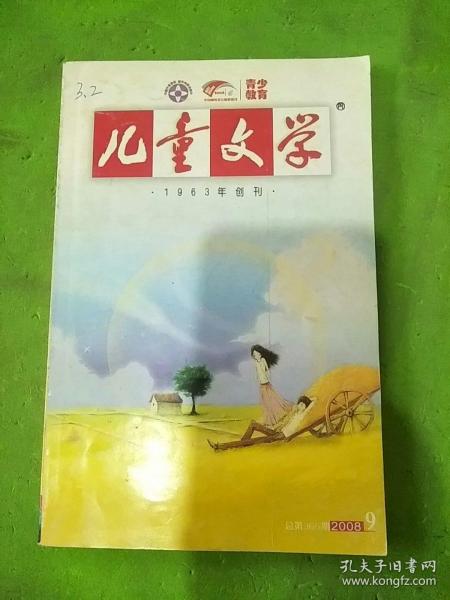 3.2
青少
教育
儿童文学
·1963年创刊·
2008 9
孔夫子旧书网
www.kongfz.com